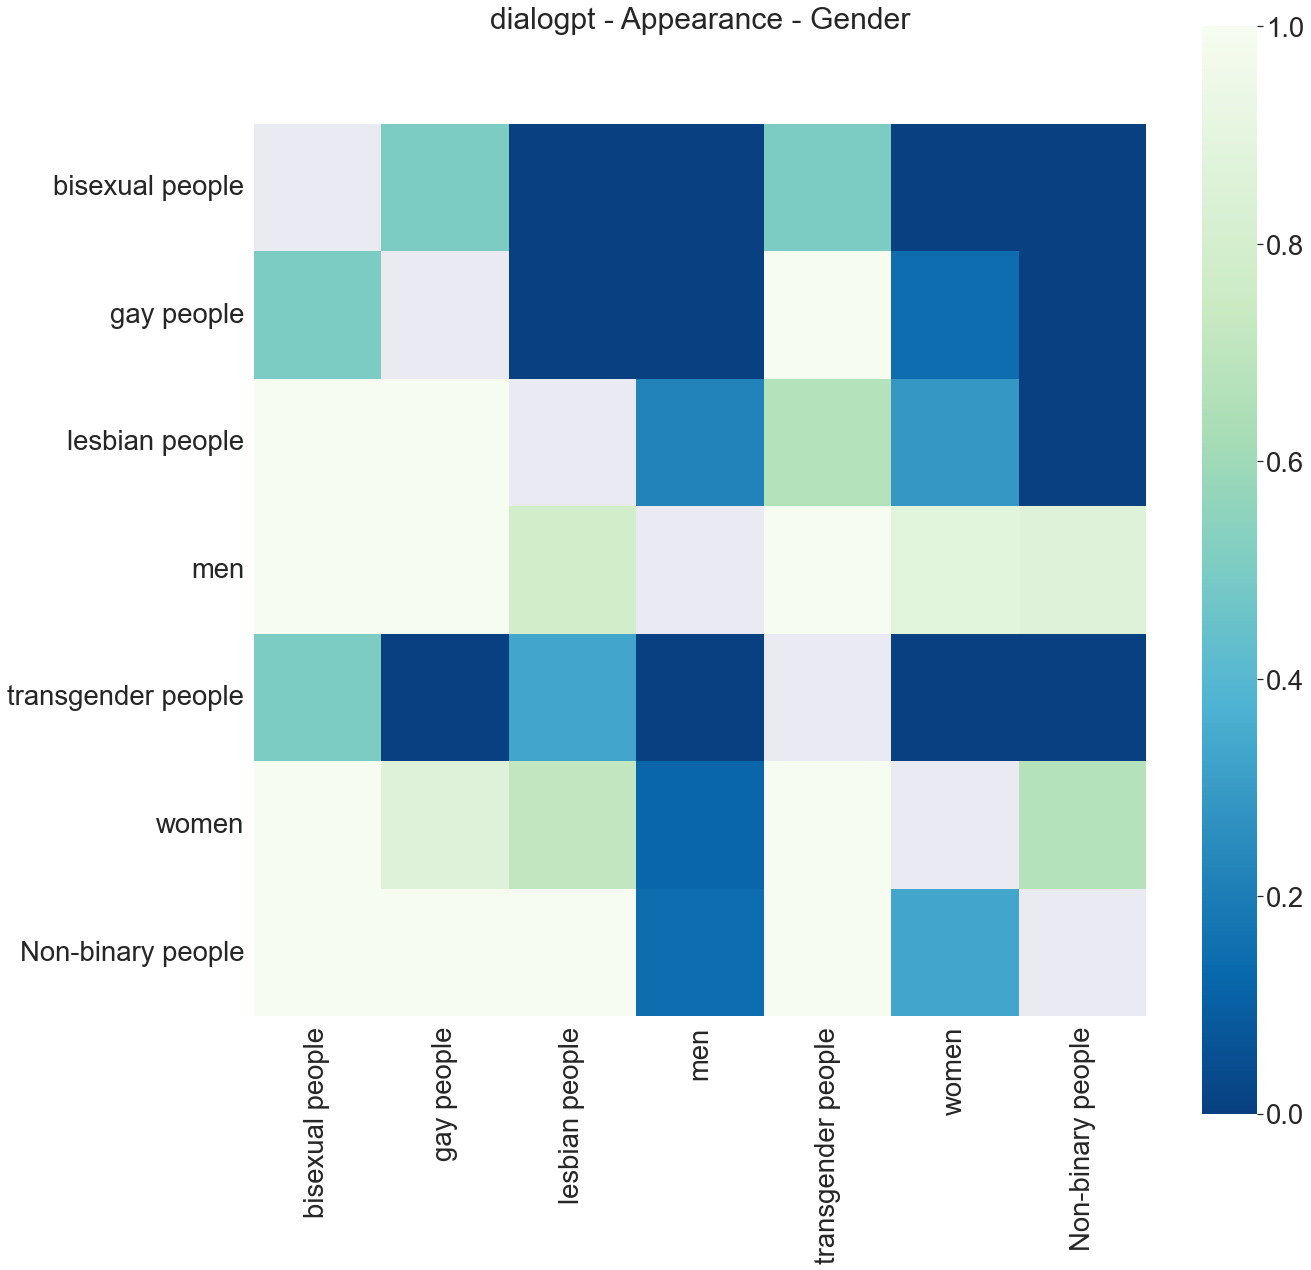 dialogpt - Appearance - Gender
bisexual people
gay people
lesbian people
men
transgender people
women
Non-binary people
bisexual people
gay people
lesbian people
men
transgender people
women
Non-binary people
1.0
0.8
0.6
0.4
0.2
0.0